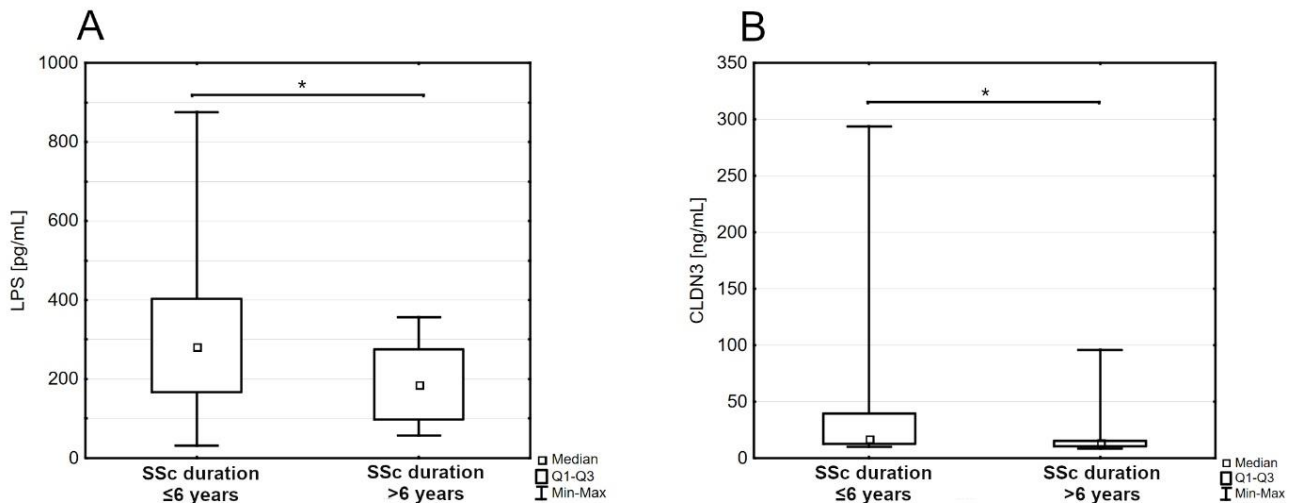 A
1000
800
600
400
200
0
LPS [pg/mL]
*
SSc duration
≤6 years
SSc duration
>6 years
Median
Q1-Q3
Min-Max
B
350
300
250
200
150
100
50
0
CLDN3 [ng/mL]
*
SSc duration
≤6 years
SSc duration
>6 years
Median
Q1-Q3
Min-Max